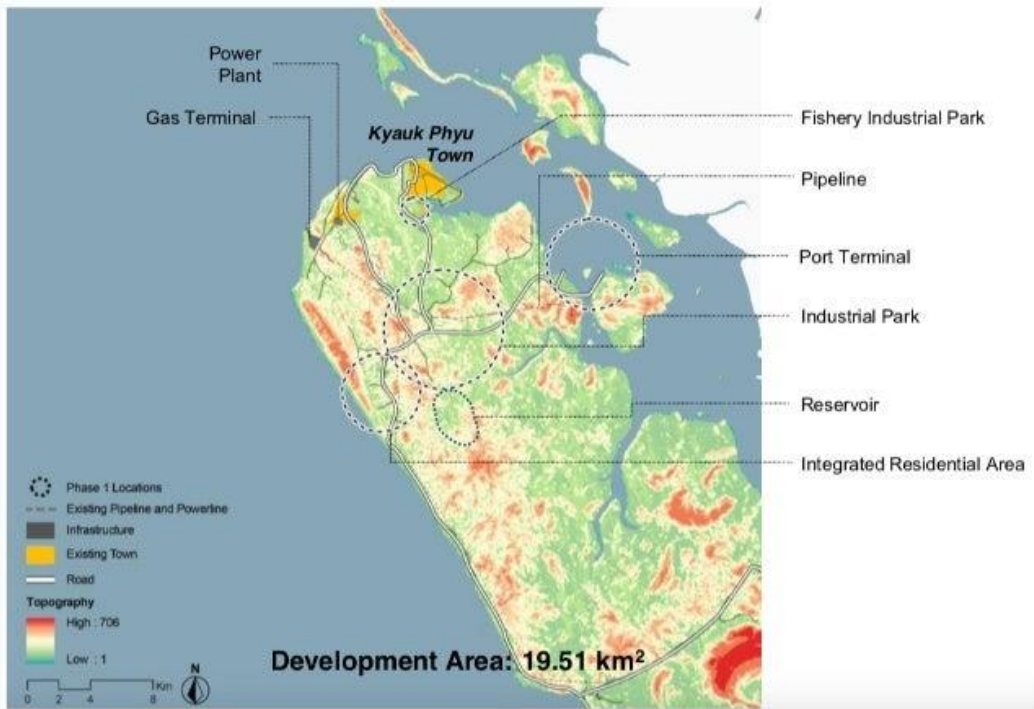 Power
Plant
Gas Terminal
Kyauk Phyu
Town
Fishery Industrial Park
Pipeline
Port Terminal
Industrial Park
Reservoir
Integrated Residential Area
Phase 1 Locations
Existing Pipeline and Powerline
Infrastructure
Existing Town
Road
Topography
High : 706
Low : 1
Development Area: 19.51 km²
N
Km
0 2 4 8